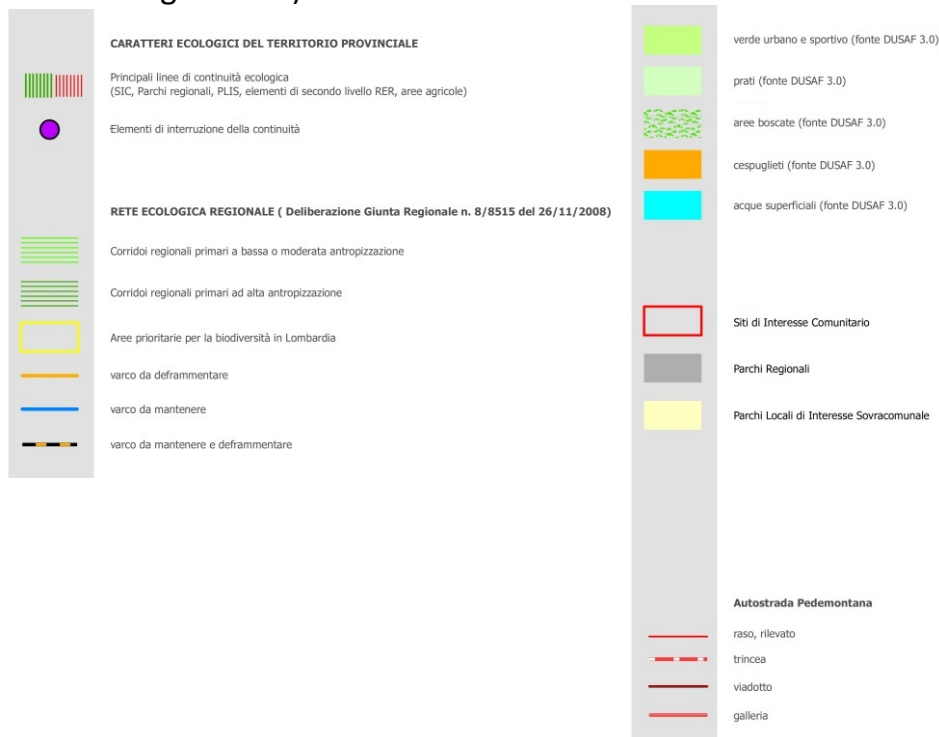 CARATTERI ECOLOGICI DEL TERRITORIO PROVINCIALE
Principali linee di continuità ecologica
(SIC, Parchi regionali, PLIS, elementi di secondo livello RER, aree agricole)
Elementi di interruzione della continuità
RETE ECOLOGICA REGIONALE ( Deliberazione Giunta Regionale n. 8/8515 del 26/11/2008)
Corridoi regionali primari a bassa o moderata antropizzazione
Corridoi regionali primari ad alta antropizzazione
Aree prioritarie per la biodiversità in Lombardia
varco da deframmentare
varco da mantenere
varco da mantenere e deframmentare
verde urbano e sportivo (fonte DUSAF 3.0)
prati (fonte DUSAF 3.0)
aree boscate (fonte DUSAF 3.0)
cespuglieti (fonte DUSAF 3.0)
acque superficiali (fonte DUSAF 3.0)
Siti di Interesse Comunitario
Parchi Regionali
Parchi Locali di Interesse Sovracomunale
Autostrada Pedemontana
raso, rilevato
trincea
viadotto
galleria